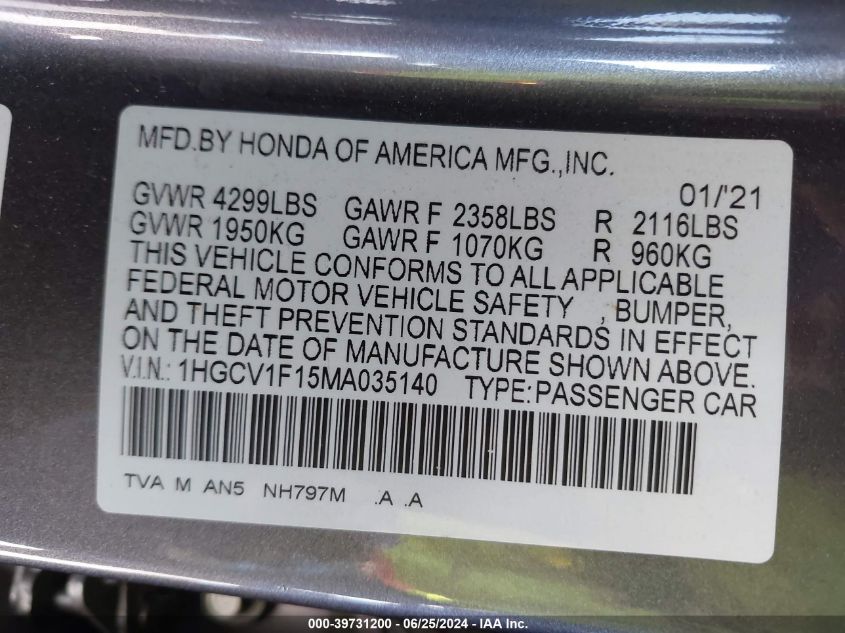 MFD.BY HONDA OF AMERICA MFG.,INC.
01/'21
GVWR 4299LBS GAWR F 2358LBS R 2116LBS
GVWR 1950KG GAWR F 1070KG R 960KG
THIS VEHICLE CONFORMS TO ALL APPLICABLE
FEDERAL MOTOR VEHICLE SAFETY , BUMPER,
AND THEFT PREVENTION STANDARDS IN EFFECT
ON THE DATE OF MANUFACTURE SHOWN ABOVE.
V.I.N.: 1HGCV1F15MA035140 TYPE:PASSENGER CAR
TVA M AN5 NH797M .A .A
000-39731200 - 06/25/2024 - IAA Inc.